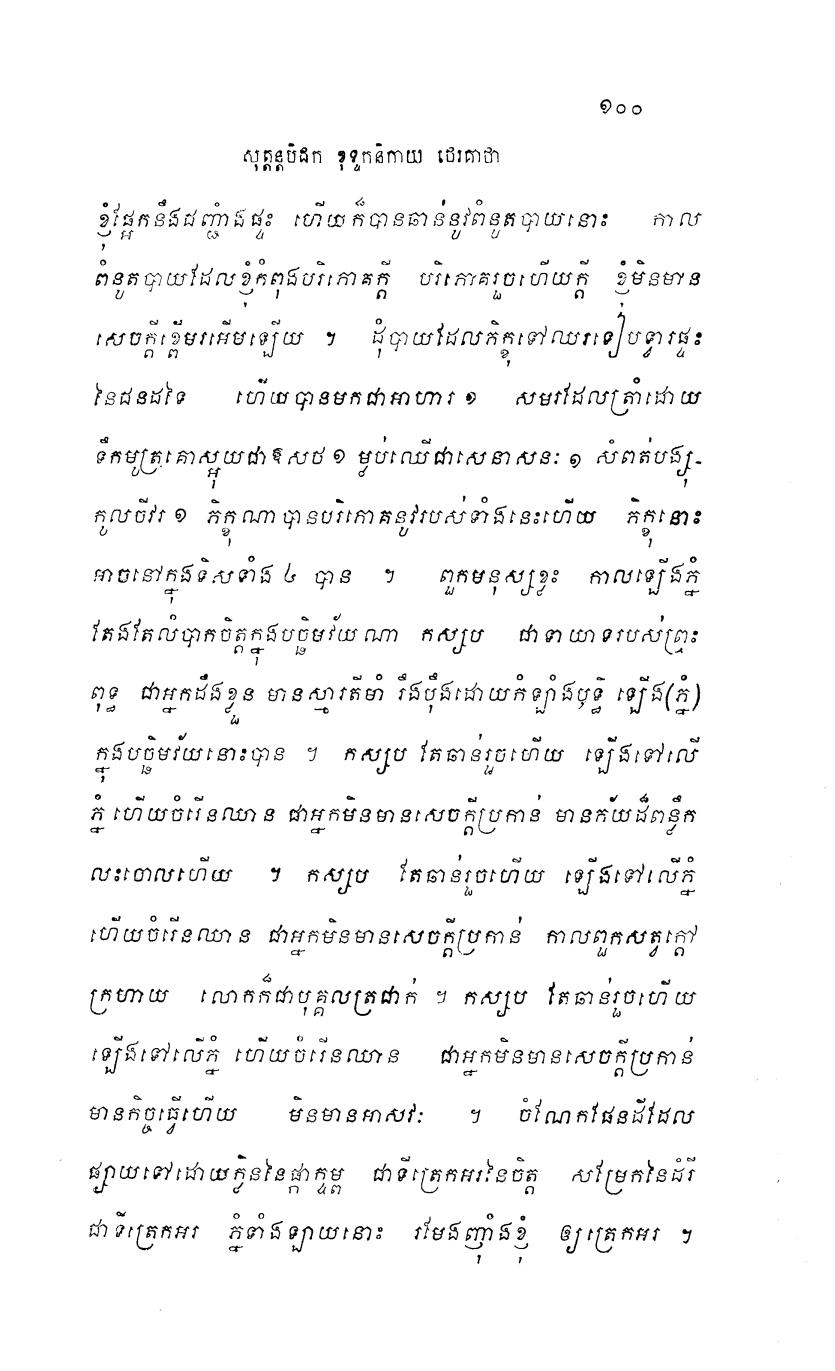 ១០០
សុត្តន្តបិដក ខុទ្ទកនិកាយ ថេរគាថា
ខ្ញុំផ្អែកនឹងជញ្ជាំងផ្ទះ ហើយក៏បានឆាន់នូវពំនូតបាយនោះ កាល
ពំនូតបាយដែលខ្ញុំកំពុងបរិភោគក្តី បរិភោគរួចហើយក្តី ខ្ញុំមិនមាន
សេចក្តីខ្ពើមរអើមឡើយ ។ ដុំបាយដែលភិក្ខុទៅឈរទៀបទ្វារផ្ទះ
នៃជនដទៃ ហើយបានមកជាអាហារ ១ សមរដែលត្រាំដោយ
ទឹកមូត្រគោស្អុយជាឱសថ ១ ម្លប់ឈើជាសេនាសនៈ ១ សំពត់បង្សុ-
កូលចីវរ ១ ភិក្ខុណាបានបរិភោគនូវរបស់ទាំងនេះហើយ ភិក្ខុនោះ
អាចនៅក្នុងទិសទាំង ៤ បាន ។ ពួកមនុស្សខ្លះ កាលឡើងភ្នំ
តែងតែលំបាកចិត្តក្នុងបច្ឆិមវ័យណា កស្សប ជាទាយាទរបស់ព្រះ
ពុទ្ធ ជាអ្នកដឹងខ្លួន មានស្មារតីមាំ រឹងប៉ឹងដោយកំឡាំងឫទ្ធិ ឡើង(ភ្នំ)
ក្នុងបច្ឆិមវ័យនោះបាន ។ កស្សប តែឆាន់រួចហើយ ឡើងទៅលើ
ភ្នំ ហើយចំរើនឈាន ជាអ្នកមិនមានសេចក្តីប្រកាន់ មានភ័យដ៏ពន្លឹក
លះចោលហើយ ។ កស្សប តែឆាន់រួចហើយ ឡើងទៅលើភ្នំ
ហើយចំរើនឈាន ជាអ្នកមិនមានសេចក្តីប្រកាន់ កាលពួកសត្វក្តៅ
ក្រហាយ លោកក៏ជាបុគ្គលត្រជាក់ ។ កស្សប តែឆាន់រួចហើយ
ឡើងទៅលើភ្នំ ហើយចំរើនឈាន ជាអ្នកមិនមានសេចក្តីប្រកាន់
មានកិច្ចធ្វើហើយ មិនមានអាសវៈ ។ ចំណែកផែនដីដែល
ផ្សាយទៅដោយក្លិននៃផ្កាកុម្ព ជាទីត្រេកអរនៃចិត្ត សម្រែកនៃដំរី
ជាទីត្រេកអរ ភ្នំទាំងឡាយនោះ រមែងញ៉ាំងខ្ញុំ ឲ្យត្រេកអរ ។